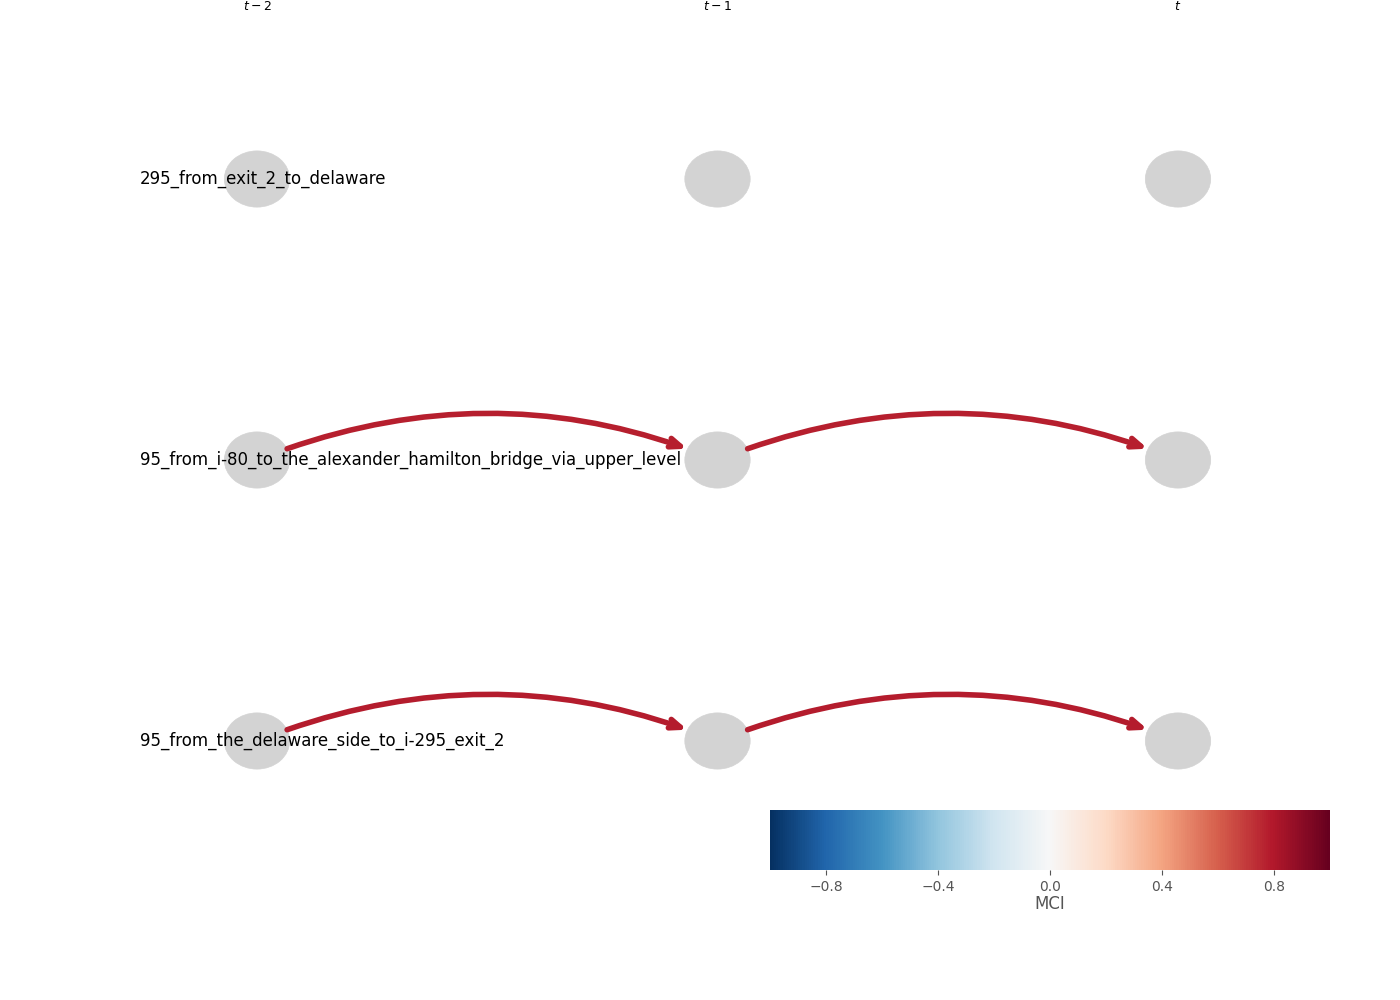 t − 2 t − 1 t
295_from_exit_2_to_delaware
95_from_i-80_to_the_alexander_hamilton_bridge_via_upper_level
95_from_the_delaware_side_to_i-295_exit_2
−0.8 −0.4 0.0 0.4 0.8
MCI